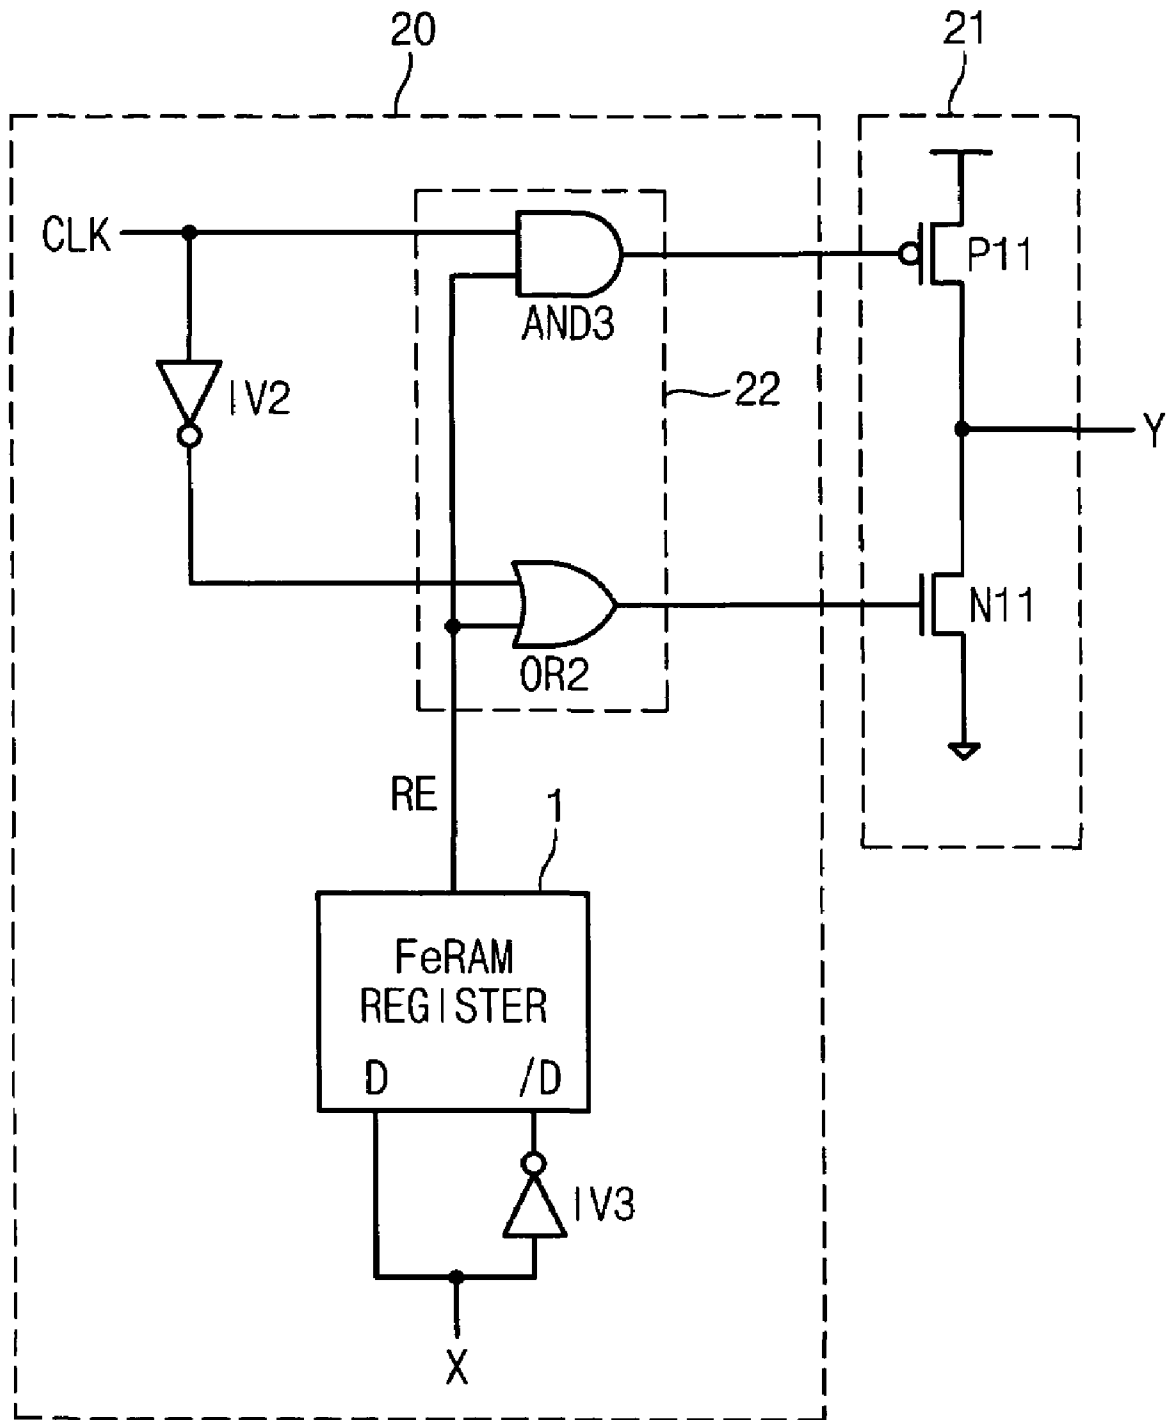 20
21
CLK
P11
AND3
IV2
22
Y
N11
OR2
RE
1
FeRAM
REGISTER
D
/D
IV3
X